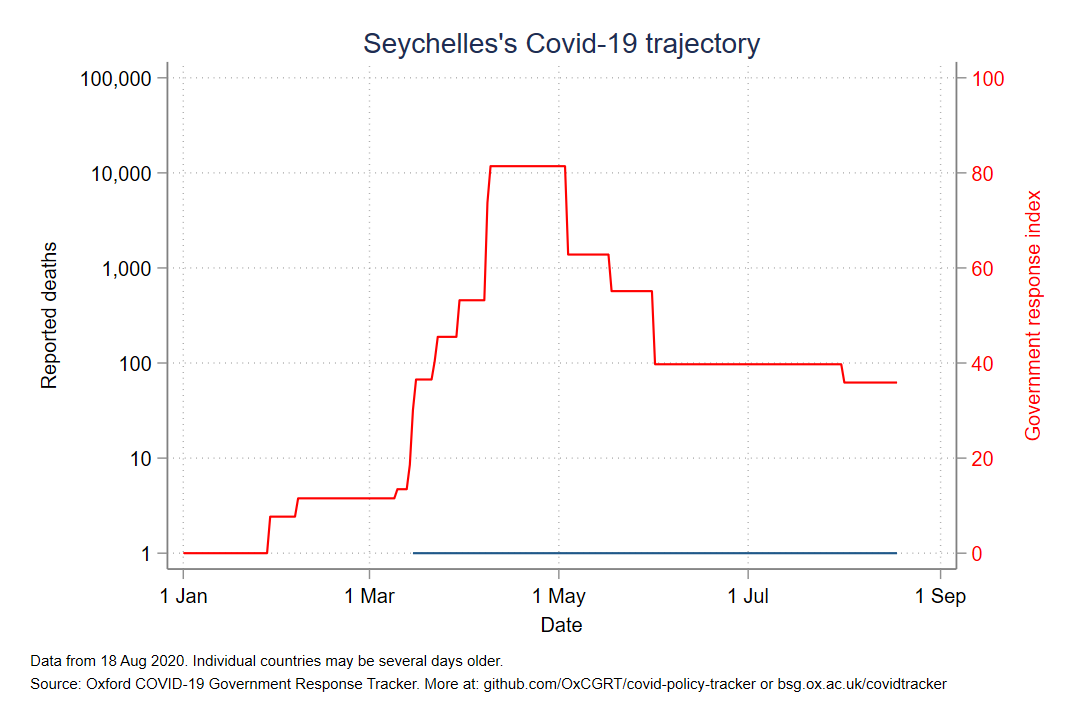 Seychelles's Covid-19 trajectory
100,000
10,000
1,000
100
10
1
Reported deaths
100
80
60
40
20
0
Government response index
1 Jan 1 Mar 1 May 1 Jul 1 Sep
Date
Data from 18 Aug 2020. Individual countries may be several days older.
Source: Oxford COVID-19 Government Response Tracker. More at: github.com/OxCGRT/covid-policy-tracker or bsg.ox.ac.uk/covidtracker